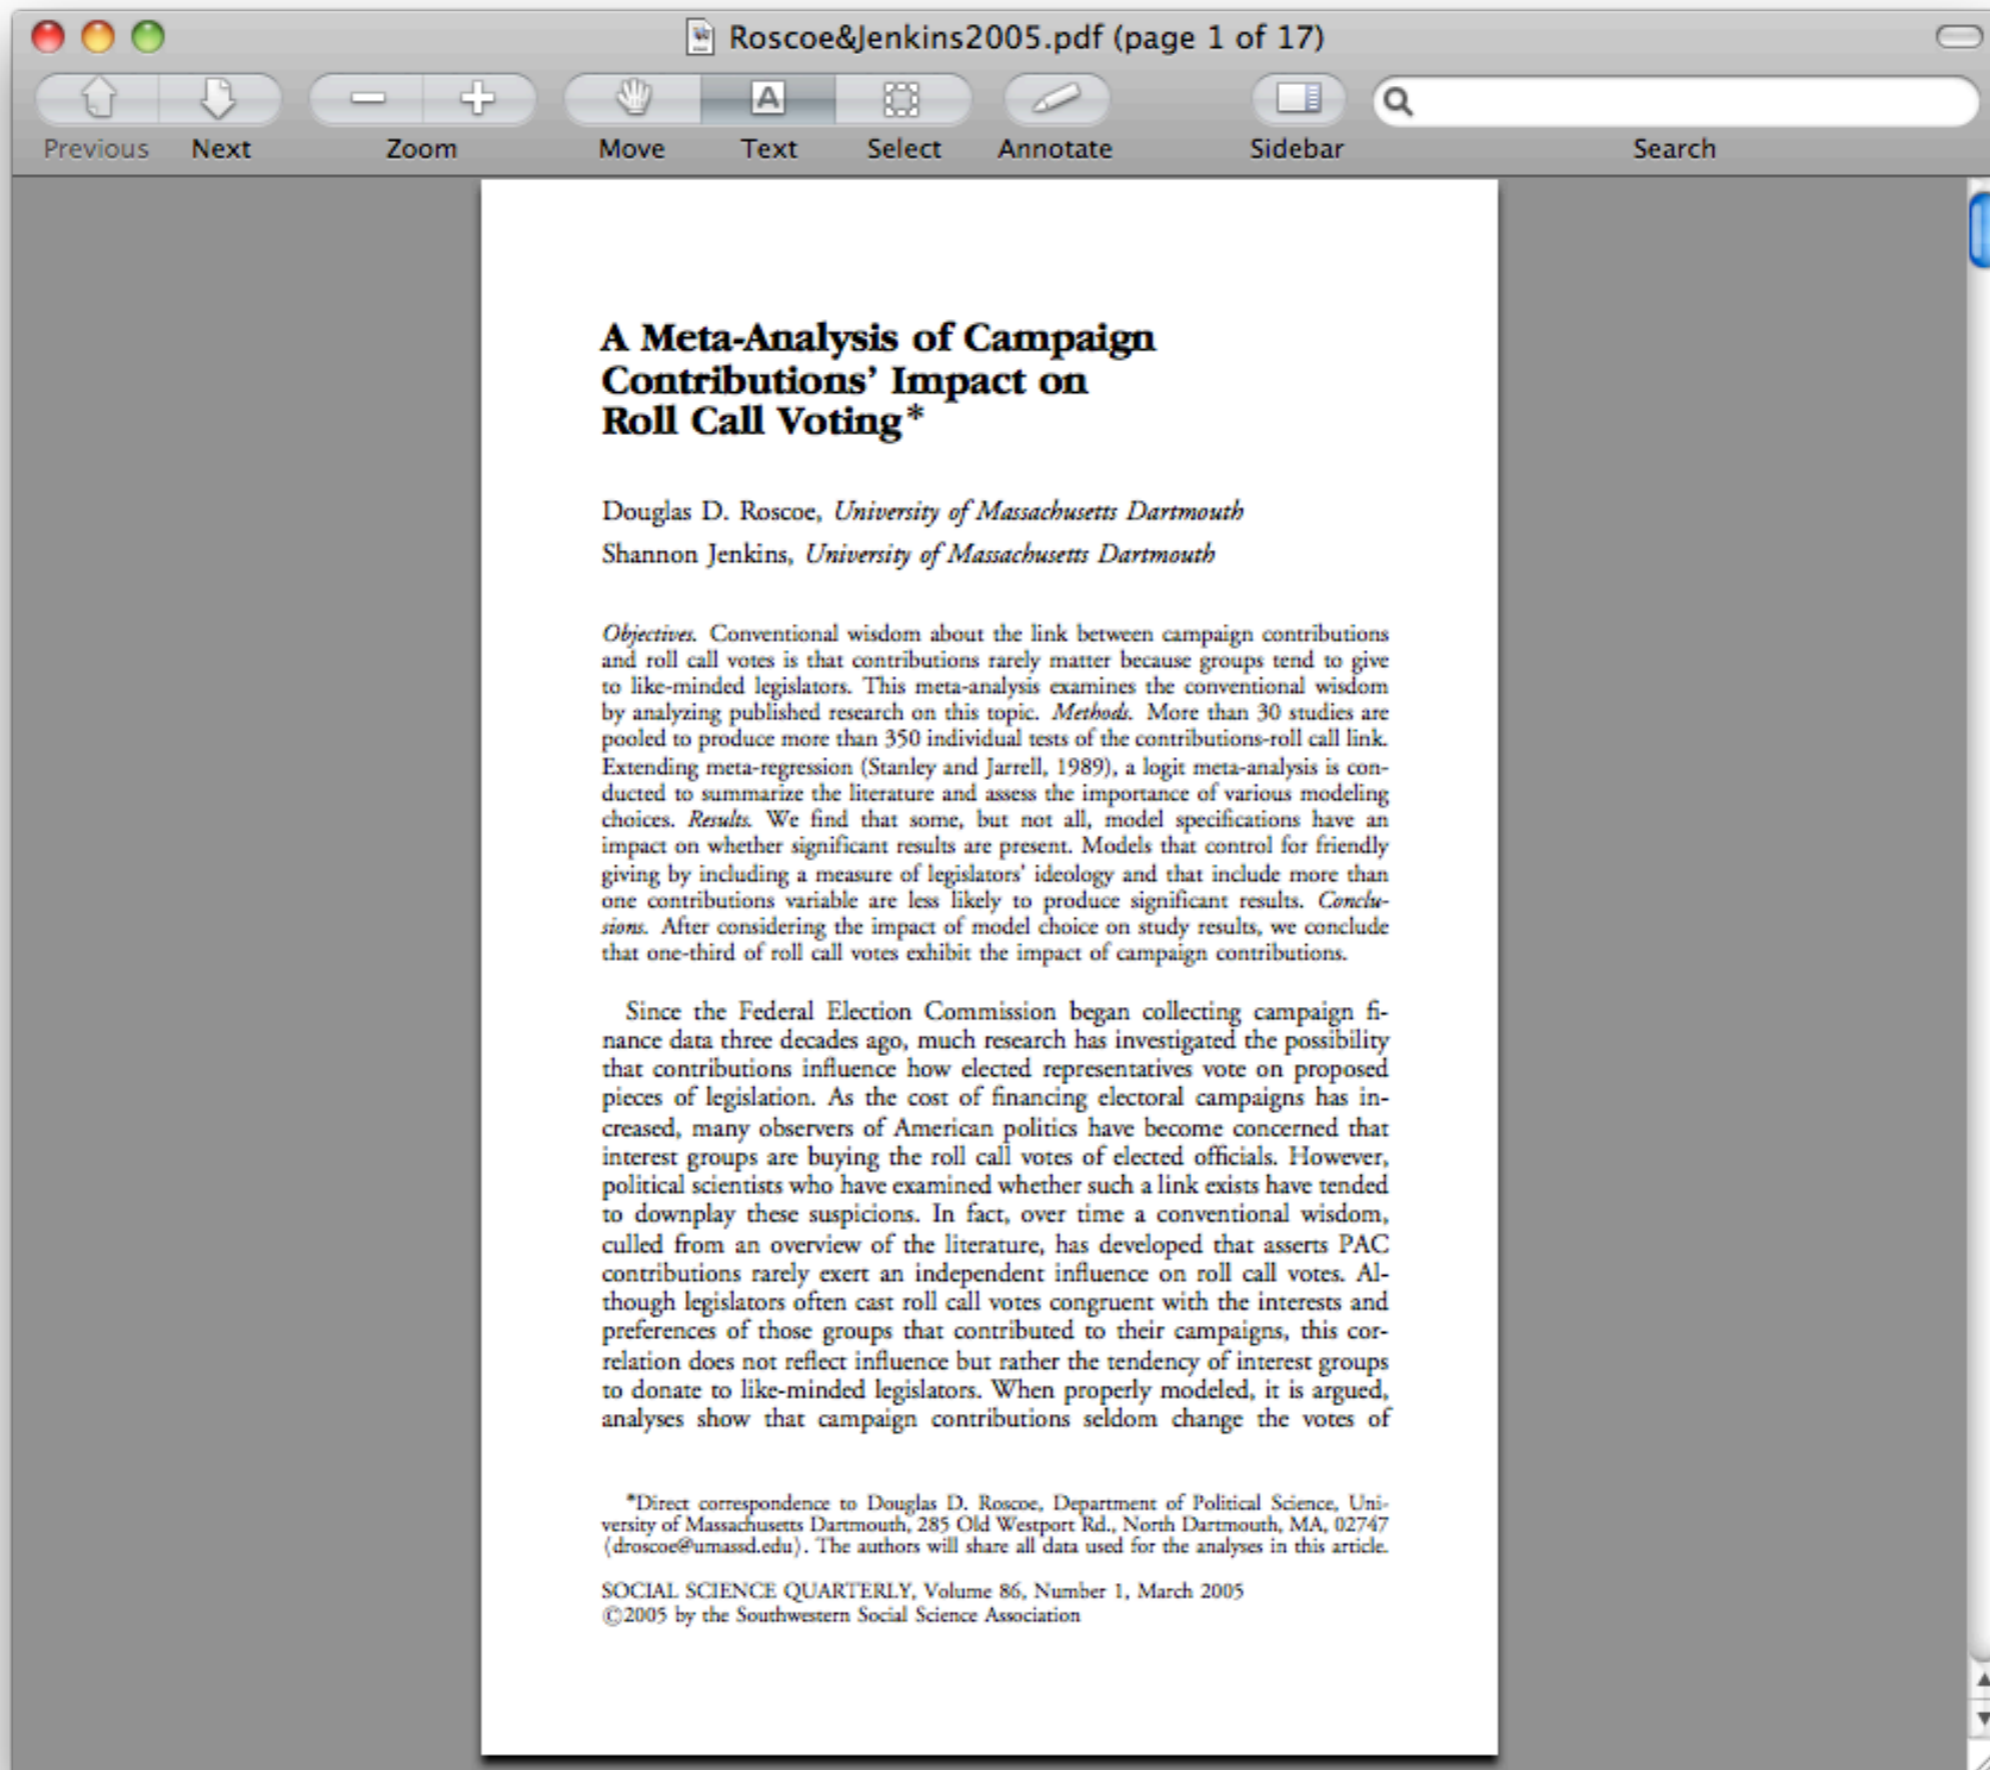 Roscoe&Jenkins2005.pdf (page 1 of 17)
A
Previous Next Zoom Move Text Select Annotate Sidebar Search
A Meta-Analysis of Campaign
Contributions’ Impact on
Roll Call Voting*
Douglas D. Roscoe, University of Massachusetts Dartmouth
Shannon Jenkins, University of Massachusetts Dartmouth
Objectives. Conventional wisdom about the link between campaign contributions
and roll call votes is that contributions rarely matter because groups tend to give
to like-minded legislators. This meta-analysis examines the conventional wisdom
by analyzing published research on this topic. Methods. More than 30 studies are
pooled to produce more than 350 individual tests of the contributions-roll call link.
Extending meta-regression (Stanley and Jarrell, 1989), a logit meta-analysis is con-
ducted to summarize the literature and assess the importance of various modeling
choices. Results. We find that some, but not all, model specifications have an
impact on whether significant results are present. Models that control for friendly
giving by including a measure of legislators’ ideology and that include more than
one contributions variable are less likely to produce significant results. Conclu-
sions. After considering the impact of model choice on study results, we conclude
that one-third of roll call votes exhibit the impact of campaign contributions.
Since the Federal Election Commission began collecting campaign fi-
nance data three decades ago, much research has investigated the possibility
that contributions influence how elected representatives vote on proposed
pieces of legislation. As the cost of financing electoral campaigns has in-
creased, many observers of American politics have become concerned that
interest groups are buying the roll call votes of elected officials. However,
political scientists who have examined whether such a link exists have tended
to downplay these suspicions. In fact, over time a conventional wisdom,
culled from an overview of the literature, has developed that asserts PAC
contributions rarely exert an independent influence on roll call votes. Al-
though legislators often cast roll call votes congruent with the interests and
preferences of those groups that contributed to their campaigns, this cor-
relation does not reflect influence but rather the tendency of interest groups
to donate to like-minded legislators. When properly modeled, it is argued,
analyses show that campaign contributions seldom change the votes of
*Direct correspondence to Douglas D. Roscoe, Department of Political Science, Uni-
versity of Massachusetts Dartmouth, 285 Old Westport Rd., North Dartmouth, MA, 02747
⟨droscoe@umassd.edu⟩. The authors will share all data used for the analyses in this article.
SOCIAL SCIENCE QUARTERLY, Volume 86, Number 1, March 2005
©2005 by the Southwestern Social Science Association